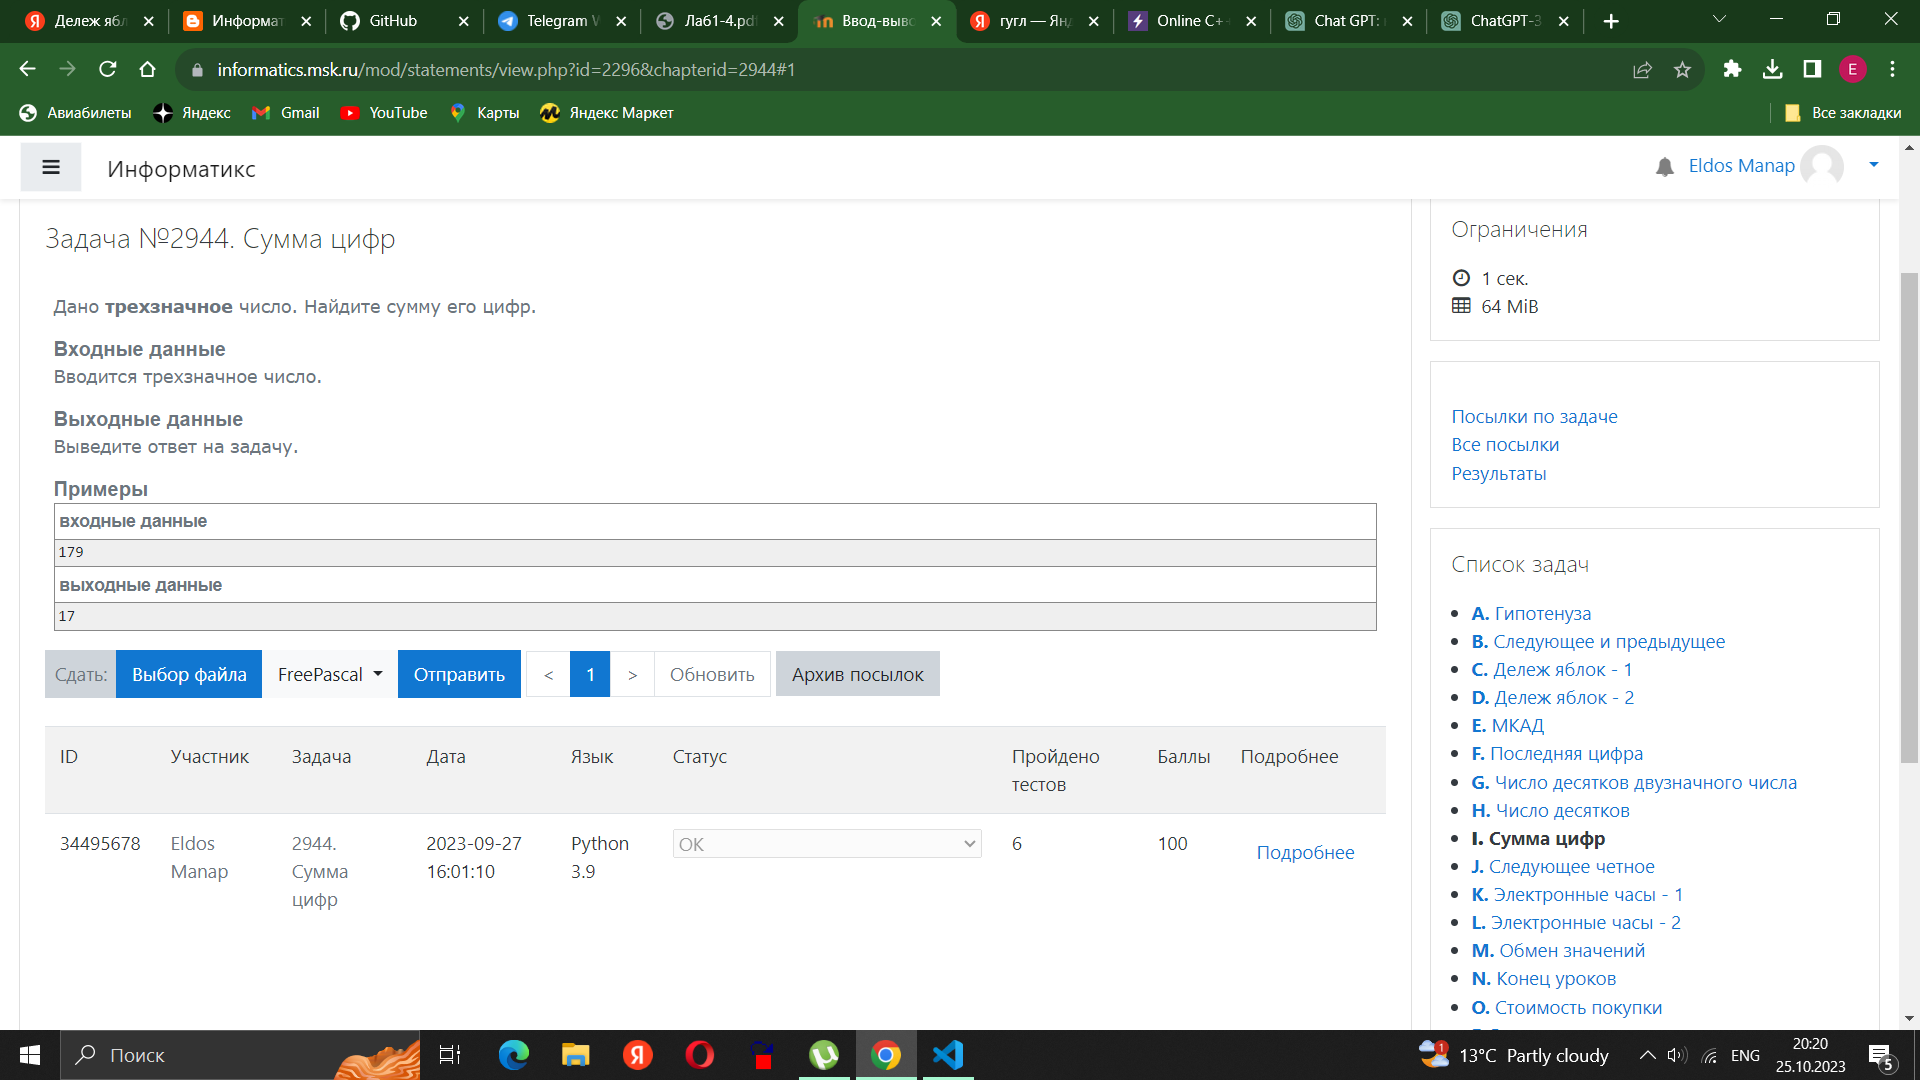 Дележ ябл
Информат
GitHub
Telegram W
Ла61-4.pdf
Ввод-выво
гугл — Янд
Online C+
Chat GPT:
ChatGPT-3
informatics.msk.ru/mod/statements/view.php?id=2296&chapterid=2944#1
E
Авиабилеты
Яндекс
Gmail
YouTube
Карты
Яндекс Маркет
Все закладки
Информатикс
Eldos Manap
Задача №2944. Сумма цифр
Дано трехзначное число. Найдите сумму его цифр.
Входные данные
Вводится трехзначное число.
Выходные данные
Выведите ответ на задачу.
Примеры
входные данные
179
выходные данные
17
Сдать: Выбор файла FreePascal Отправить < 1 > Обновить Архив посылок
ID Участник Задача Дата Язык Статус Пройдено Баллы Подробнее
тестов
34495678 Eldos 2944. 2023-09-27 Python OK 6 100 Подробнее
Manap Сумма 16:01:10 3.9
цифр
Ограничения
1 сек.
64 MiB
Посылки по задаче
Все посылки
Результаты
Список задач
A. Гипотенуза
B. Следующее и предыдущее
C. Дележ яблок - 1
D. Дележ яблок - 2
E. МКАД
F. Последняя цифра
G. Число десятков двузначного числа
H. Число десятков
I. Сумма цифр
J. Следующее четное
K. Электронные часы - 1
L. Электронные часы - 2
M. Обмен значений
N. Конец уроков
O. Стоимость покупки
Поиск
1
13°C Partly cloudy
ENG
20:20
25.10.2023
5